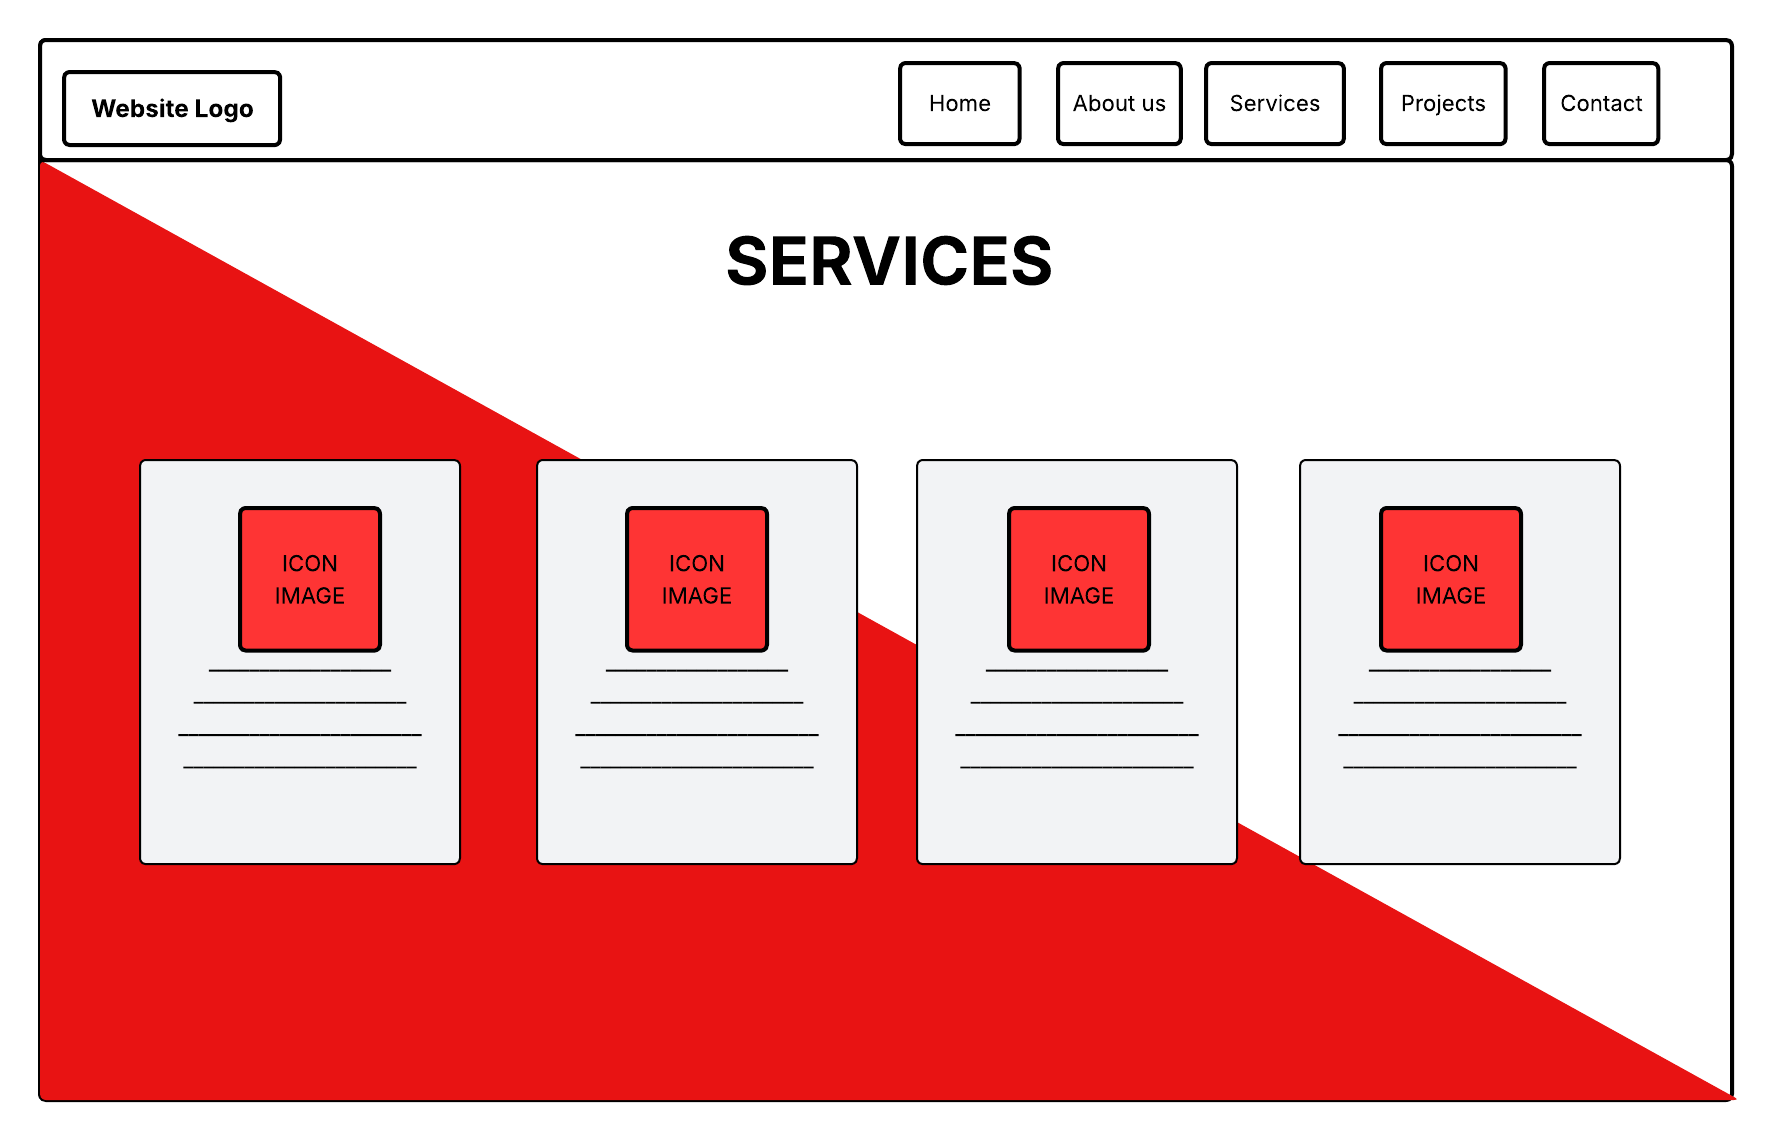 Website Logo
Home
About us
Services
Projects
Contact
SERVICES
ICON
IMAGE
ICON
IMAGE
ICON
IMAGE
ICON
IMAGE